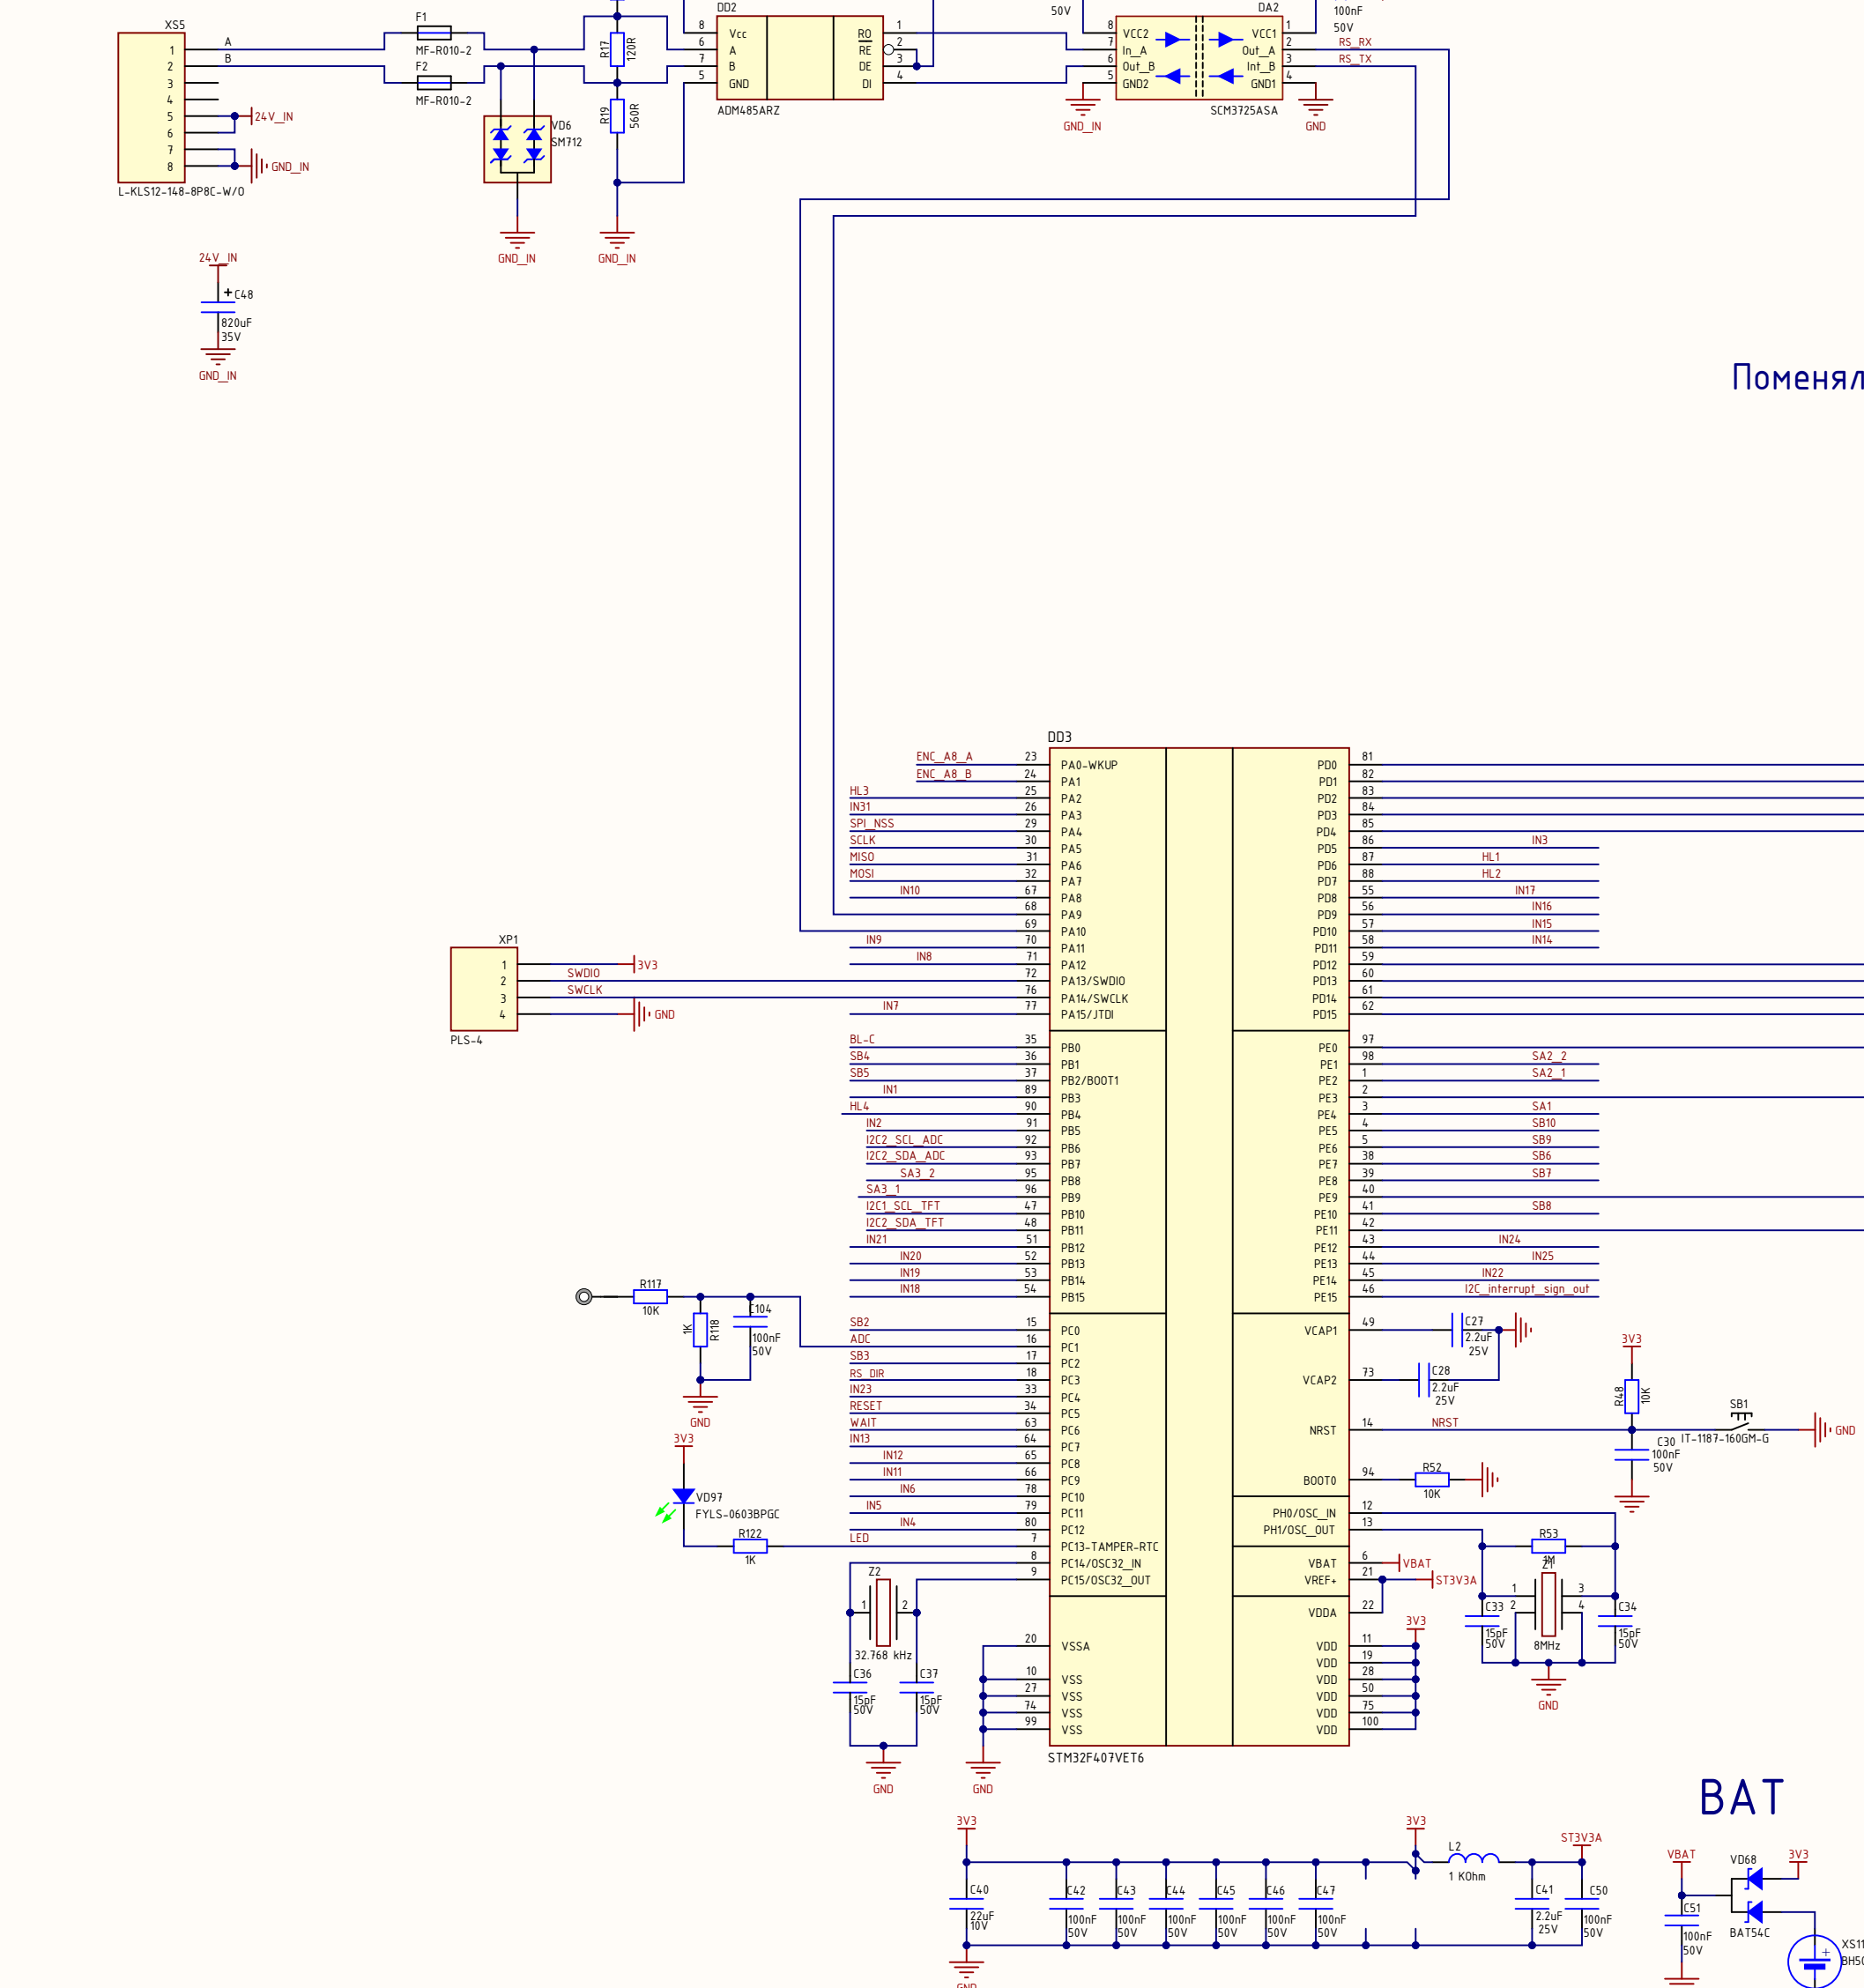 XS5
1
2
3
4
5
6
7
8
A
B
24V_IN
GND_IN
L-KLS12-148-8P8C-W/O
F1
MF-R010-2
F2
MF-R010-2
VD6
SM712
GND_IN
R17
120R
R19
560R
GND_IN
DD2
8 Vcc RO 1
6 A RE 2
7 B DE 3
5 GND DI 4
ADM485ARZ
50V
DA2
8 VCC2 VCC1 1
7 In_A Out_A 2
6 Out_B Int_B 3
5 GND2 GND1 4
SCM3725ASA
100nF
50V
RS_RX
RS_TX
GND_IN
GND
24V_IN
+
C48
820uF
35V
GND_IN
Поменял
DD3
ENC_A8_A 23 PA0-WKUP
ENC_A8_B 24 PA1
HL3 25 PA2
IN31 26 PA3
SPI_NSS 29 PA4
SCLK 30 PA5
MISO 31 PA6
MOSI 32 PA7
IN10 67 PA8
68 PA9
69 PA10
IN9 70 PA11
IN8 71 PA12
72 PA13/SWDIO
76 PA14/SWCLK
IN7 77 PA15/JTDI
XP1
1 3V3
2 SWDIO
3 SWCLK
4 GND
PLS-4
BL-C 35 PB0
SB4 36 PB1
SB5 37 PB2/BOOT1
IN1 89 PB3
HL4 90 PB4
IN2 91 PB5
I2C2_SCL_ADC 92 PB6
I2C2_SDA_ADC 93 PB7
SA3_2 95 PB8
SA3_1 96 PB9
I2C1_SCL_TFT 47 PB10
I2C2_SDA_TFT 48 PB11
IN21 51 PB12
IN20 52 PB13
IN19 53 PB14
IN18 54 PB15
SB2 15 PC0
ADC 16 PC1
SB3 17 PC2
RS_DIR 18 PC3
IN23 33 PC4
RESET 34 PC5
WAIT 63 PC6
IN13 64 PC7
IN12 65 PC8
IN11 66 PC9
IN6 78 PC10
IN5 79 PC11
IN4 80 PC12
LED 7 PC13-TAMPER-RTC
8 PC14/OSC32_IN
9 PC15/OSC32_OUT
20 VSSA
10 VSS
27 VSS
74 VSS
99 VSS
GND
STM32F407VET6
PD0 81
PD1 82
PD2 83
PD3 84
PD4 85
PD5 86 IN3
PD6 87 HL1
PD7 88 HL2
PD8 55 IN17
PD9 56 IN16
PD10 57 IN15
PD11 58 IN14
PD12 59
PD13 60
PD14 61
PD15 62
PE0 97
PE1 98 SA2_2
PE2 1 SA2_1
PE3 2
PE4 3 SA1
PE5 4 SB10
PE6 5 SB9
PE7 38 SB6
PE8 39 SB7
PE9 40
PE10 41 SB8
PE11 42
PE12 43 IN24
PE13 44 IN25
PE14 45 IN22
PE15 46 I2C_interrupt_sign_out
VCAP1 49
VCAP2 73
NRST 14 NRST
BOOT0 94
PH0/OSC_IN 12
PH1/OSC_OUT 13
VBAT 6 VBAT
VREF+ 21 ST3V3A
VDDA 22
3V3
VDD 11
VDD 19
VDD 28
VDD 50
VDD 75
VDD 100
C27
2.2uF
25V
C28
2.2uF
25V
3V3
R48
10K
SB1
IT-1187-160GM-G
GND
C30
100nF
50V
R52
10K
R53
1M
Z1
1 3
2 4
8MHz
C33
15pF
50V
C34
15pF
50V
GND
R117
10K
1K
R118
C104
100nF
50V
GND
3V3
VD97
FYLS-0603BPGC
R122
1K
Z2
1 2
32.768 kHz
C36
15pF
50V
C37
15pF
50V
GND
BAT
3V3
C40
22uF
10V
GND
C42
100nF
50V
C43
100nF
50V
C44
100nF
50V
C45
100nF
50V
C46
100nF
50V
C47
100nF
50V
3V3
L2
1 KOhm
ST3V3A
C41
2.2uF
25V
C50
100nF
50V
VBAT
C51
100nF
50V
VD68
3V3
BAT54C
+
XS11